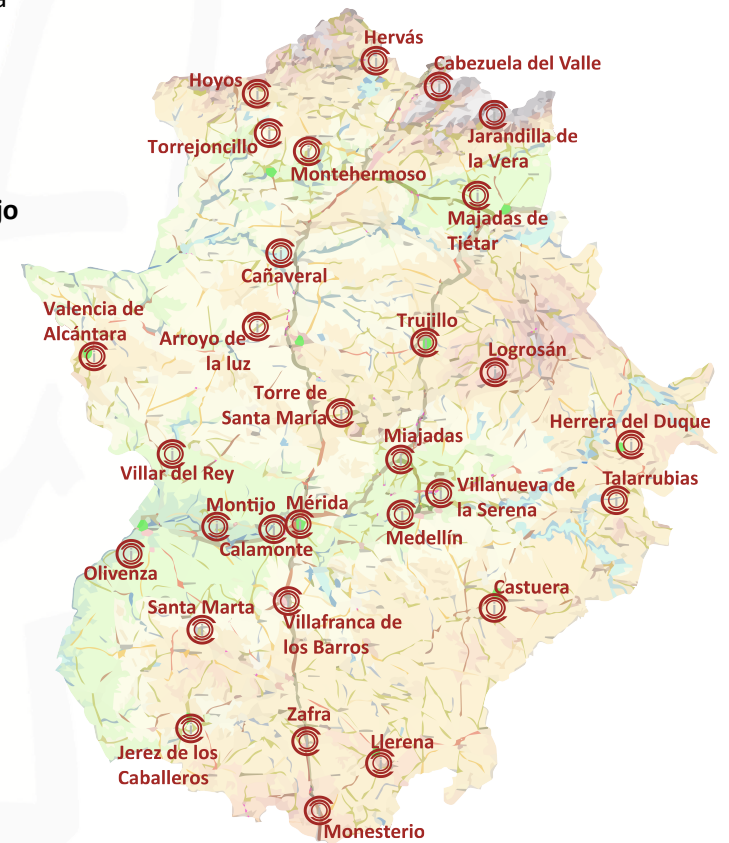 jo
Hervás
Cabezuela del Valle
Hoyos
Jarandilla de
la Vera
Torrejoncillo
Montehermoso
Majadas de
Tiétar
Cañaveral
Valencia de
Alcántara
Arroyo de
la luz
Trujillo
Logrosán
Torre de
Santa María
Herrera del Duque
Miajadas
Villar del Rey
Talarrubias
Villanueva de
la Serena
Montijo
Mérida
Medellín
Calamonte
Olivenza
Castuera
Santa Marta
Villafranca de
los Barros
Zafra
Llerena
Jerez de los
Caballeros
Monesterio